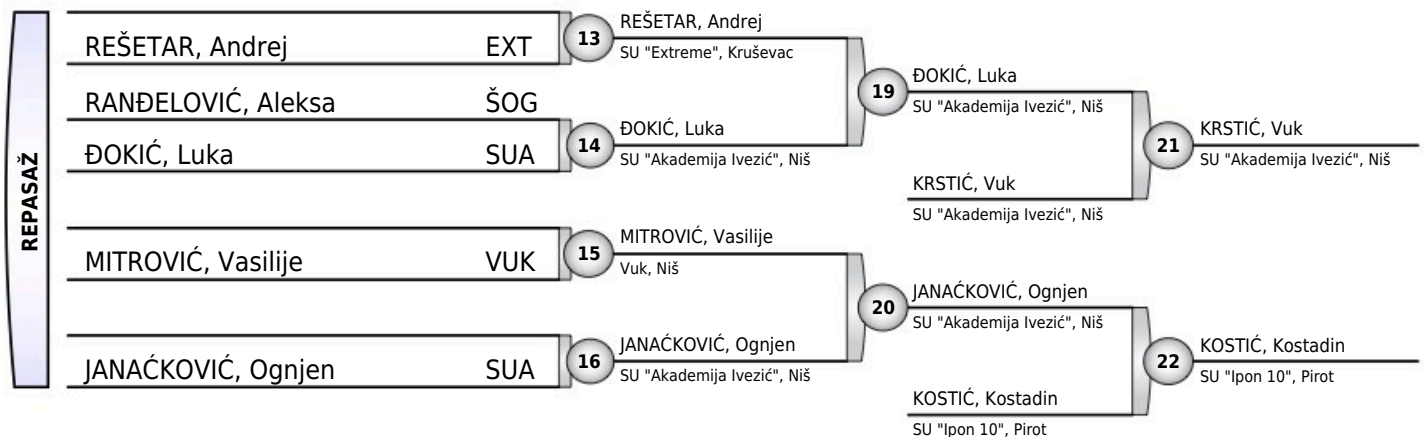 REPASAŽ
REŠETAR, Andrej EXT
RANĐELOVIĆ, Aleksa ŠOG
ĐOKIĆ, Luka SUA
MITROVIĆ, Vasilije VUK
JANAĆKOVIĆ, Ognjen SUA
13
REŠETAR, Andrej
SU "Extreme", Kruševac
14
ĐOKIĆ, Luka
SU "Akademija Ivezić", Niš
15
MITROVIĆ, Vasilije
Vuk, Niš
16
JANAĆKOVIĆ, Ognjen
SU "Akademija Ivezić", Niš
19
ĐOKIĆ, Luka
SU "Akademija Ivezić", Niš
KRSTIĆ, Vuk
SU "Akademija Ivezić", Niš
20
JANAĆKOVIĆ, Ognjen
SU "Akademija Ivezić", Niš
KOSTIĆ, Kostadin
SU "Ipon 10", Pirot
21
KRSTIĆ, Vuk
SU "Akademija Ivezić", Niš
22
KOSTIĆ, Kostadin
SU "Ipon 10", Pirot